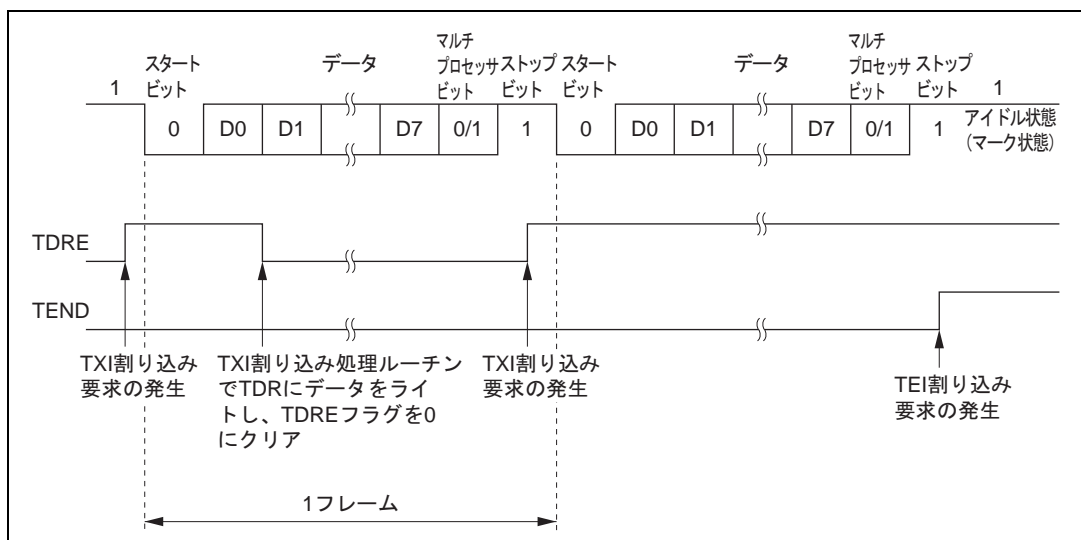 マルチ
マルチ
スタート データ プロセッサ ストップ スタート データ プロセッサ ストップ
1 ビット ビット ビット ビット ビット ビット 1
0 D0 D1 D7 0/1 1 0 D0 D1 D7 0/1 1 アイドル状態
(マーク状態)
TDRE
TEND
TXI割り込み
要求の発生
TXI割り込み処理ルーチン
でTDRにデータをライ
トし、TDREフラグを0
にクリア
TXI割り込み
要求の発生
TEI割り込み
要求の発生
1フレーム